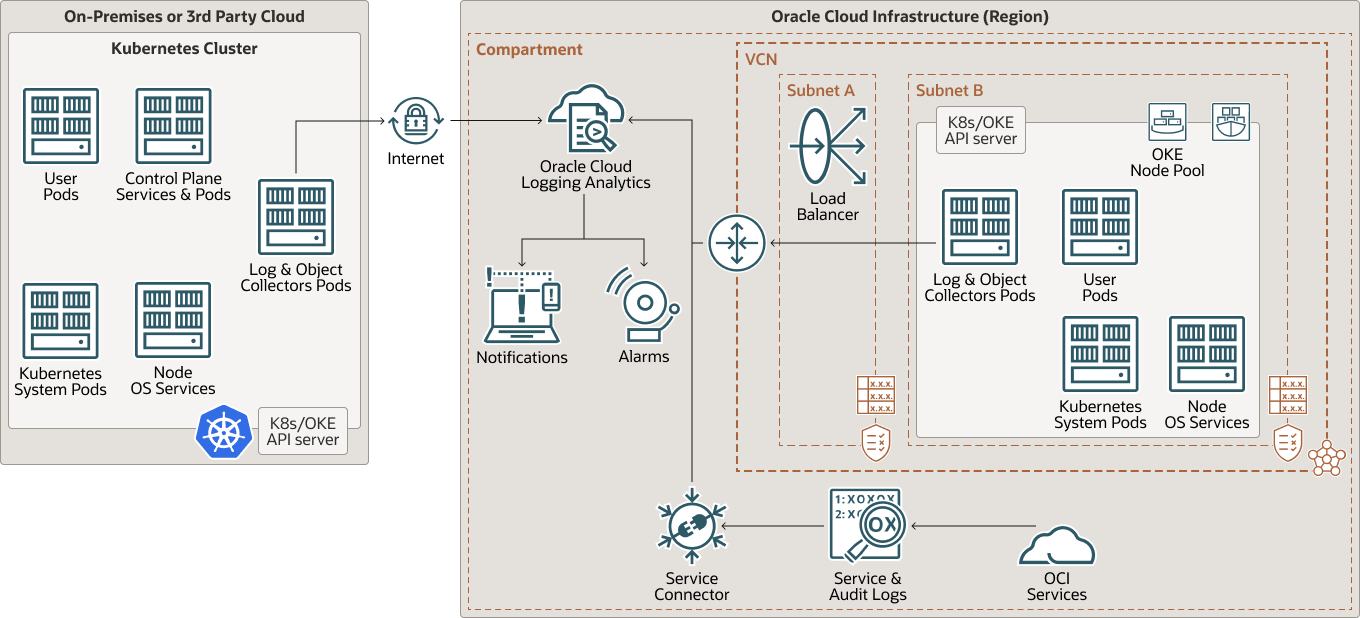 On-Premises or 3rd Party Cloud
Kubernetes Cluster
User
Pods
Control Plane
Services & Pods
Log & Object
Collectors Pods
Kubernetes
System Pods
Node
OS Services
K8s/OKE
API server
Internet
Oracle Cloud Infrastructure (Region)
Compartment
Oracle Cloud
Logging Analytics
Notifications
Alarms
VCN
Subnet A
Load
Balancer
Subnet B
K8s/OKE
API server
OKE
Node Pool
Log & Object
Collectors Pods
User
Pods
Kubernetes
System Pods
Node
OS Services
x.x.x.
x.x.x.
x.x.x.
x.x.x.
x.x.x.
x.x.x.
Service
Connector
1: XOXOXX
2: XO
OX
Service &
Audit Logs
OCI
Services